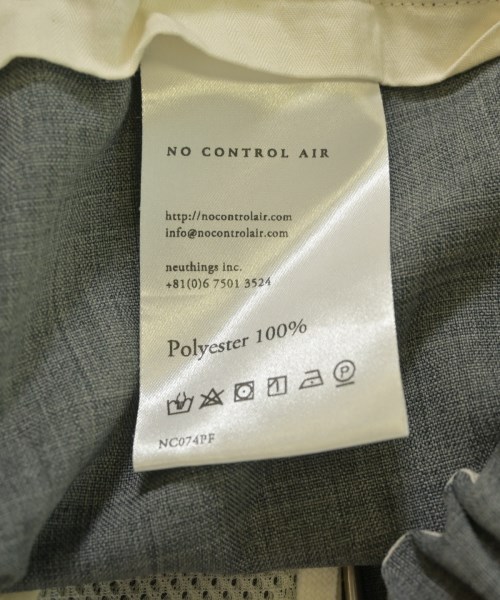 NO CONTROL AIR
http://nocontrolair.com
info@nocontrolair.com
neuthings inc.
+81(0)6 7501 3524
Polyester 100%
P
NC074PF